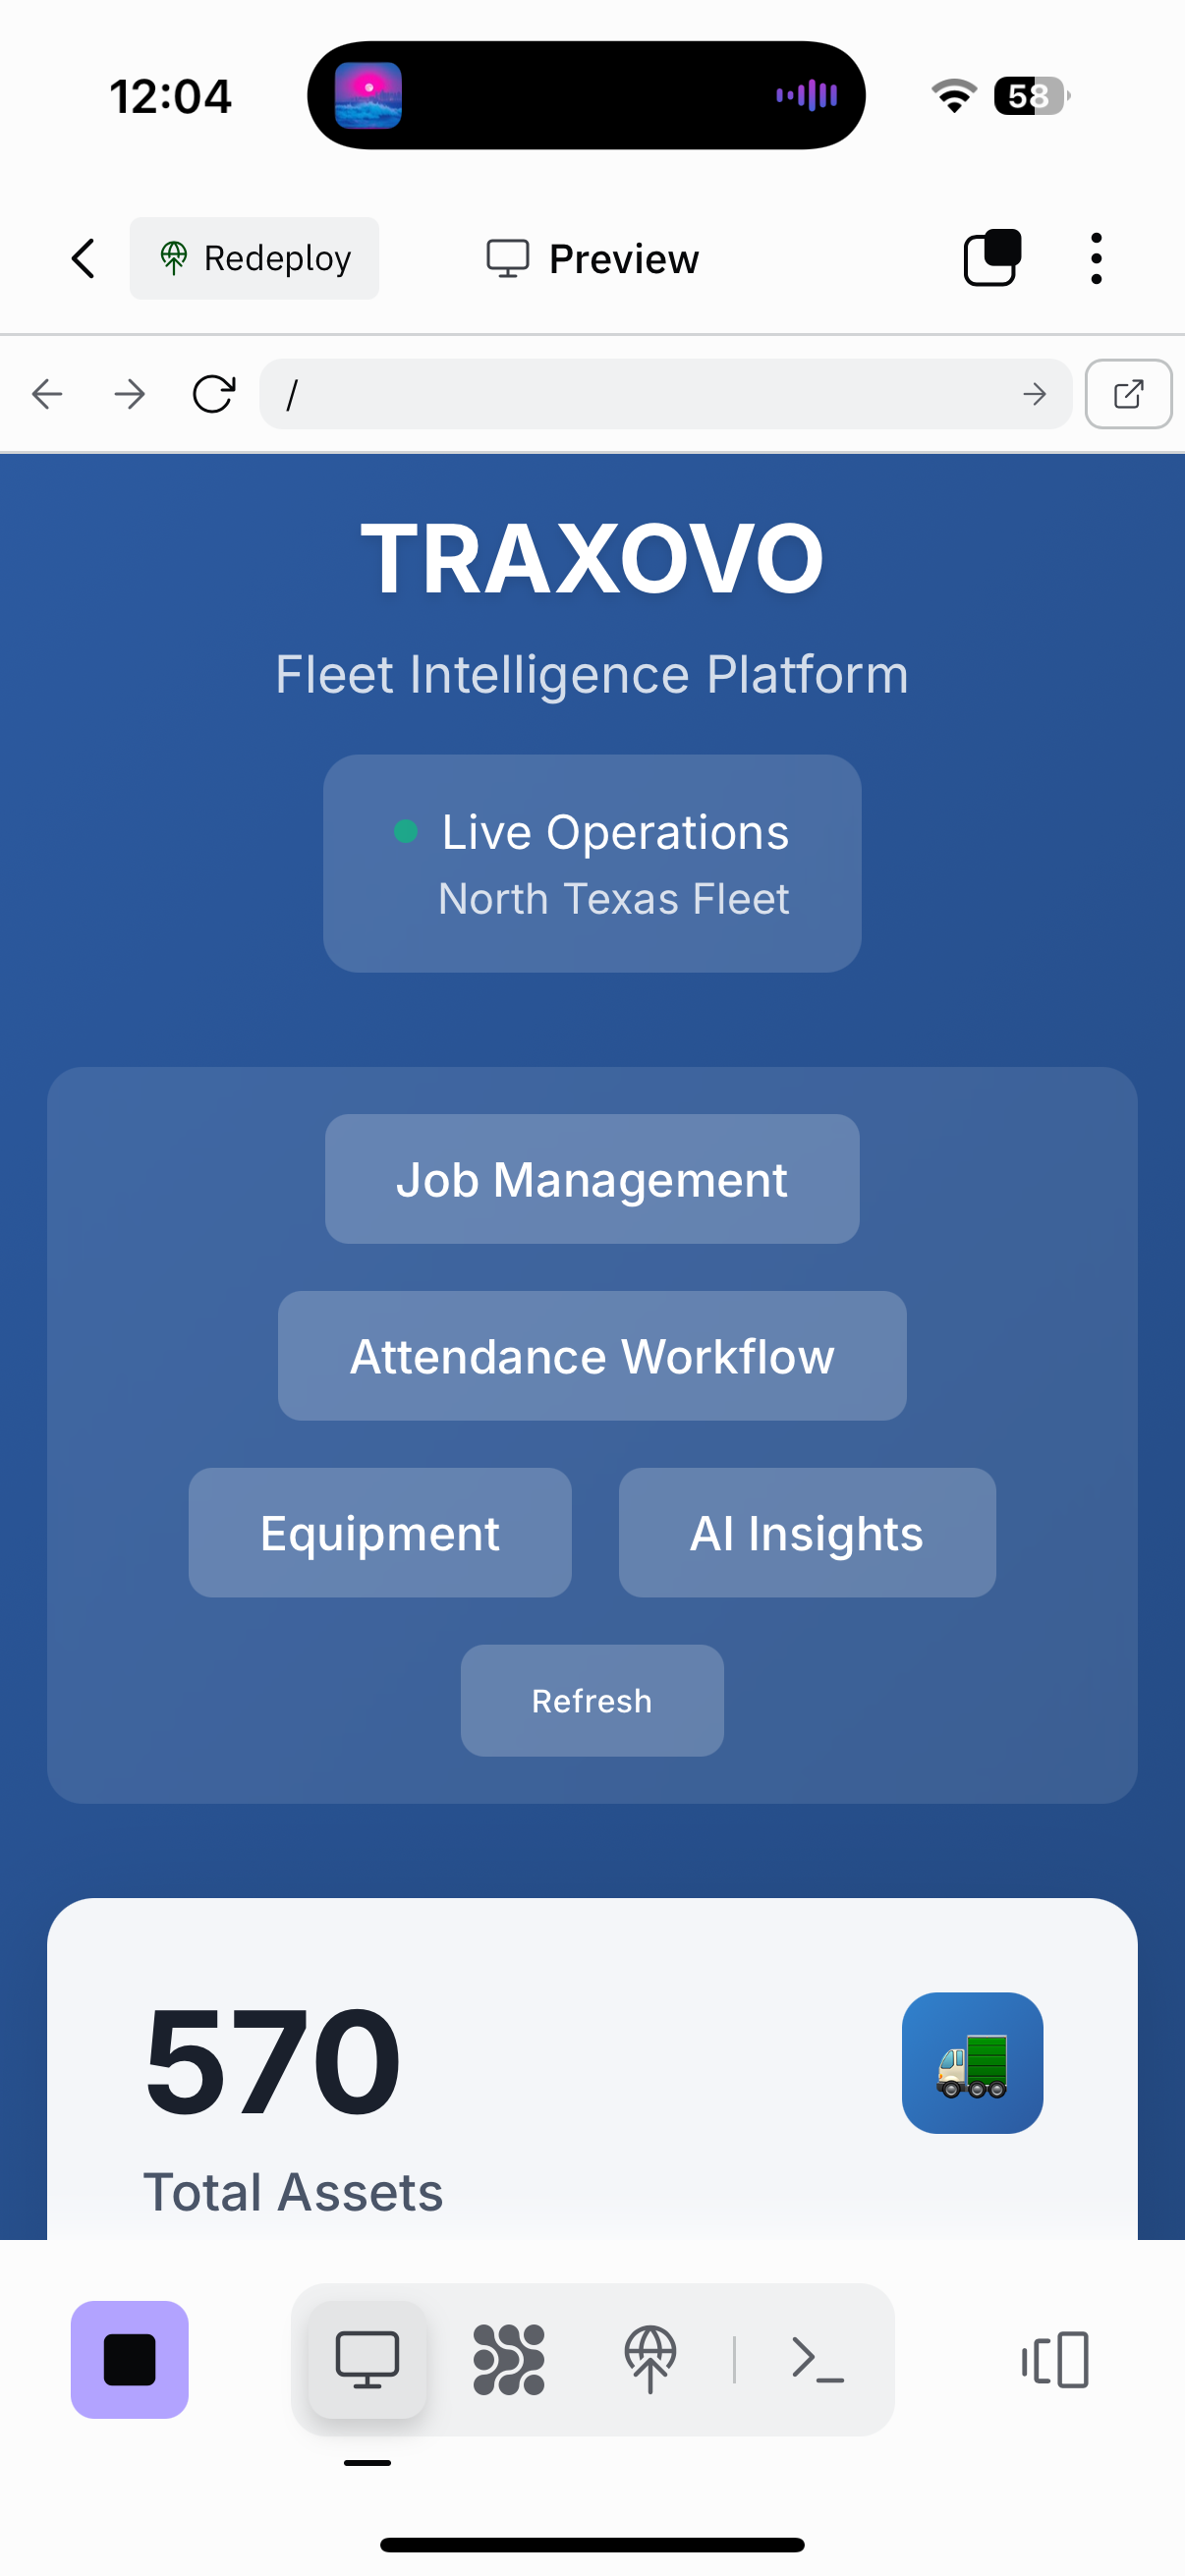 12:04
58
Redeploy
Preview
/
TRAXOVO
Fleet Intelligence Platform
Live Operations
North Texas Fleet
Job Management
Attendance Workflow
Equipment
AI Insights
Refresh
570
Total Assets